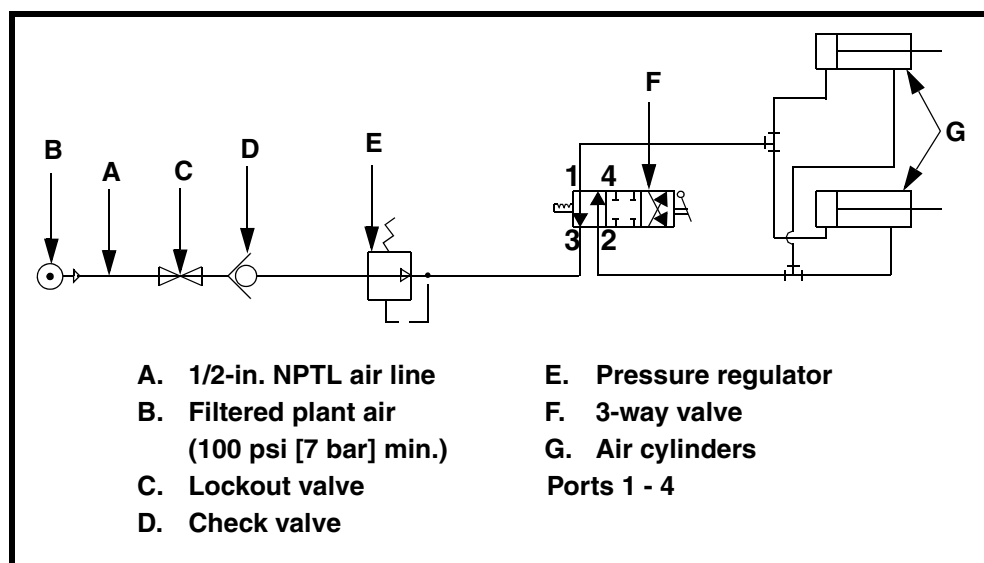 F
G
E
D
B
C
A
1 4
3 2
A. 1/2-in. NPTL air line
B. Filtered plant air
(100 psi [7 bar] min.)
C. Lockout valve
D. Check valve
E. Pressure regulator
F. 3-way valve
G. Air cylinders
Ports 1 - 4